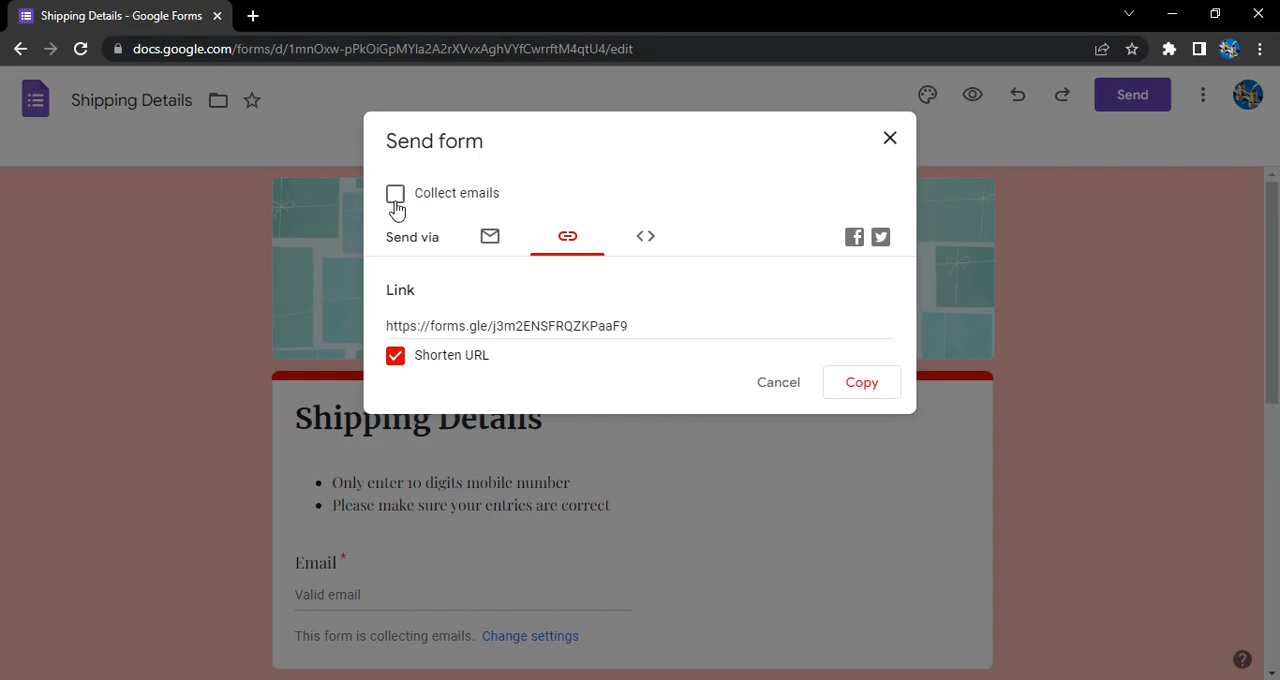 Shipping Details - Google Forms
docs.google.com/forms/d/1mnOxw-pPkOiGpMYla2A2rXVvxAghVYfCwrrftM4qtU4/edit
Shipping Details
Send
Send form
Collect emails
Send via
Link
https://forms.gle/j3m2ENSFRQZKPaaF9
Shorten URL
Cancel
Copy
Shipping Details
Only enter 10 digits mobile number
Please make sure your entries are correct
Email *
Valid email
This form is collecting emails. Change settings